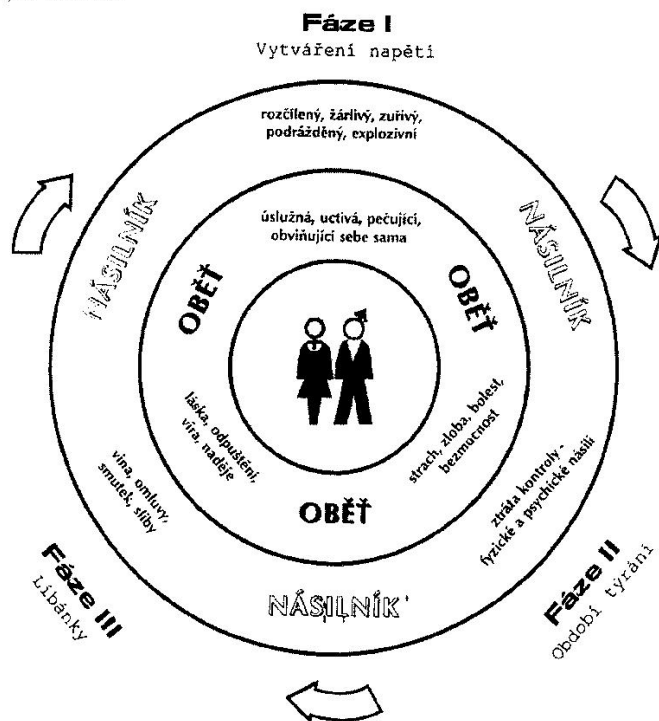 Fáze I
Vytváření napětí
rozčílený, žárlivý, zuřivý,
podrážděný, explozivní
NÁSILNÍK
NÁSILNÍK
úslužná, uctivá, pečující,
obviňující sebe sama
OBĚŤ
OBĚŤ
láska, odpuštění,
víra, naděje
strach, zloba, bolest,
bezmocnost
vina, omluvy,
smutek, sliby
ztráta kontroly -
fyzické a psychické násilí
OBĚŤ
NÁSILNÍK
Fáze III
Líbánky
Fáze II
Období týrání